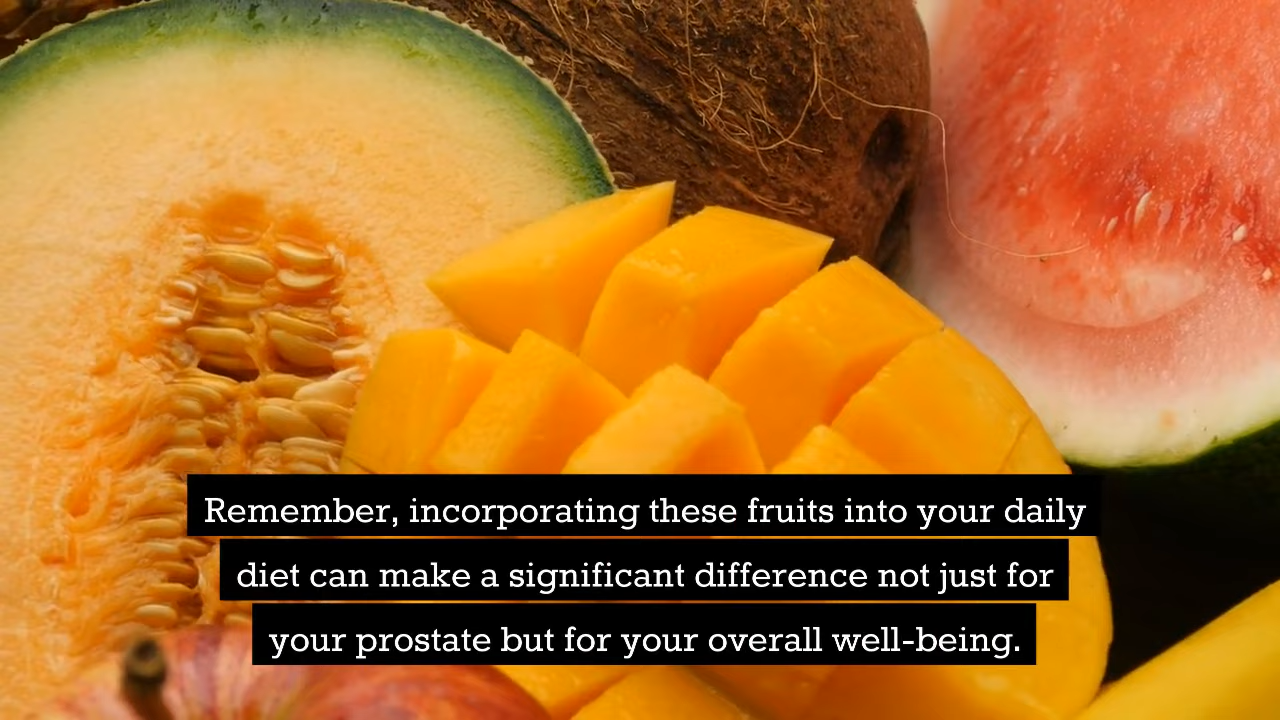 Remember, incorporating these fruits into your daily
diet can make a significant difference not just for
your prostate but for your overall well-being.